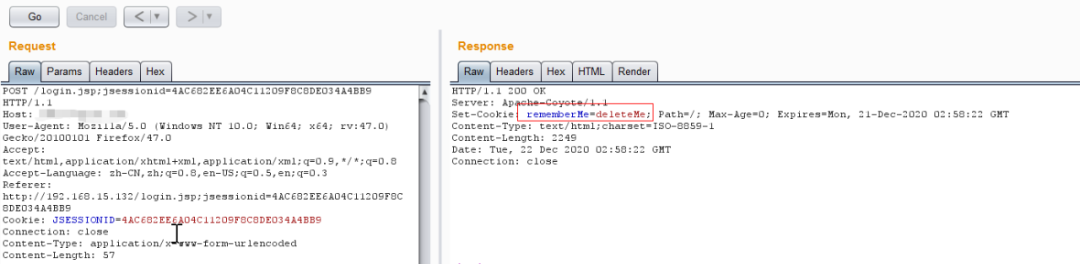 Go Cancel < | ▼ > | ▼
Request
Raw Params Headers Hex
POST /login.jsp;jsessionid=4AC682EE6A04C11209F8C8DE034A4BB9
HTTP/1.1
Host:
User-Agent: Mozilla/5.0 (Windows NT 10.0; Win64; x64; rv:47.0)
Gecko/20100101 Firefox/47.0
Accept:
text/html,application/xhtml+xml,application/xml;q=0.9,*/*;q=0.8
Accept-Language: zh-CN,zh;q=0.8,en-US;q=0.5,en;q=0.3
Referer:
http://192.168.15.132/login.jsp;jsessionid=4AC682EE6A04C11209F8C
8DE034A4BB9
Cookie: JSESSIONID=4AC682EE6A04C11209F8C8DE034A4BB9
Connection: close
Content-Type: application/x-www-form-urlencoded
Content-Length: 57
Response
Raw Headers Hex HTML Render
HTTP/1.1 200 OK
Server: Apache-Coyote/1.1
Set-Cookie: rememberMe=deleteMe; Path=/; Max-Age=0; Expires=Mon, 21-Dec-2020 02:58:22 GMT
Content-Type: text/html;charset=ISO-8859-1
Content-Length: 2249
Date: Tue, 22 Dec 2020 02:58:22 GMT
Connection: close